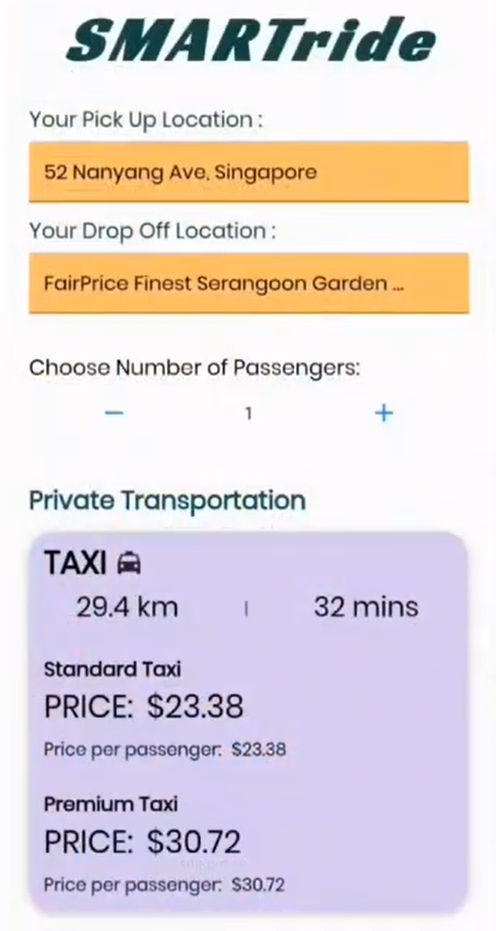 SMARTride
Your Pick Up Location :
52 Nanyang Ave, Singapore
Your Drop Off Location :
FairPrice Finest Serangoon Garden ...
Choose Number of Passengers:
− 1 +
Private Transportation
TAXI
29.4 km | 32 mins
Standard Taxi
PRICE: $23.38
Price per passenger: $23.38
Premium Taxi
PRICE: $30.72
Price per passenger: $30.72